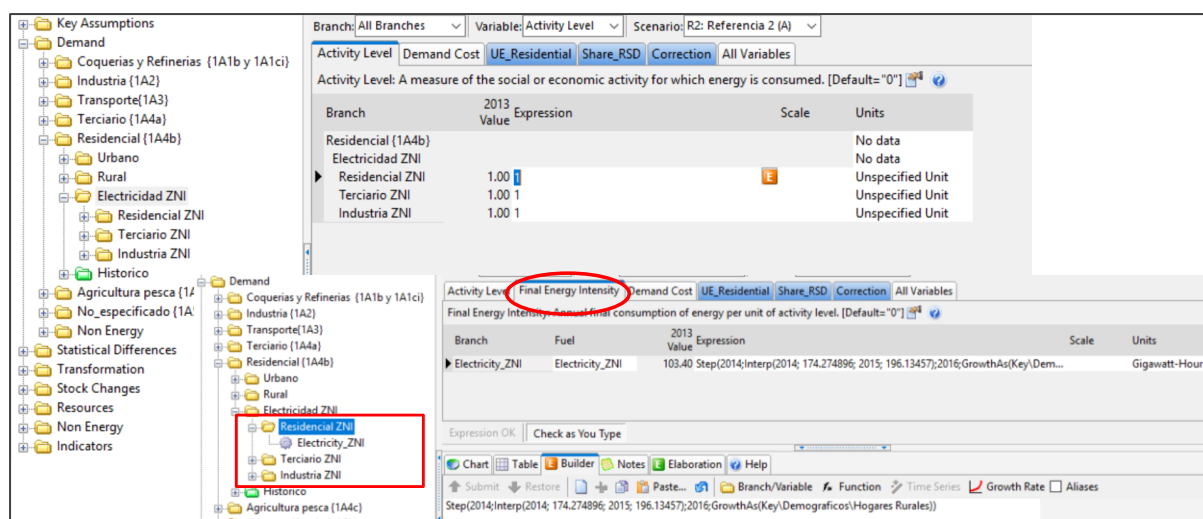 Key Assumptions
Demand
Coquerias y Refinerias {1A1b y 1A1ci}
Industria {1A2}
Transporte{1A3}
Terciario {1A4a}
Residencial {1A4b}
Urbano
Rural
Electricidad ZNI
Residencial ZNI
Terciario ZNI
Industria ZNI
Historico
Agricultura pesca {1A
No_especificado {1A
Non Energy
Statistical Differences
Transformation
Stock Changes
Resources
Non Energy
Indicators
Branch: All Branches Variable: Activity Level Scenario: R2: Referencia 2 (A)
Activity Level Demand Cost UE_Residential Share_RSD Correction All Variables
Activity Level: A measure of the social or economic activity for which energy is consumed. [Default="0"]
Branch 2013 Value Expression Scale Units
Residencial {1A4b} No data
Electricidad ZNI No data
Residencial ZNI 1.00 1 E Unspecified Unit
Terciario ZNI 1.00 1 Unspecified Unit
Industria ZNI 1.00 1 Unspecified Unit
Demand
Coquerias y Refinerias {1A1b y 1A1ci}
Industria {1A2}
Transporte{1A3}
Terciario {1A4a}
Residencial {1A4b}
Urbano
Rural
Electricidad ZNI
Residencial ZNI
Electricity_ZNI
Terciario ZNI
Industria ZNI
Historico
Agricultura pesca {1A4c}
Activity Level Final Energy Intensity Demand Cost UE_Residential Share_RSD Correction All Variables
Final Energy Intensity: Annual final consumption of energy per unit of activity level. [Default="0"]
Branch Fuel 2013 Value Expression Scale Units
Electricity_ZNI Electricity_ZNI 103.40 Step(2014;Interp(2014; 174.274896; 2015; 196.13457);2016;GrowthAs(Key\Dem... Gigawatt-Hour
Expression OK Check as You Type
Chart Table Builder Notes Elaboration Help
Submit Restore Paste... Branch/Variable Function Time Series Growth Rate Aliases
Step(2014;Interp(2014; 174.274896; 2015; 196.13457);2016;GrowthAs(Key\Demograficos\Hogares Rurales))